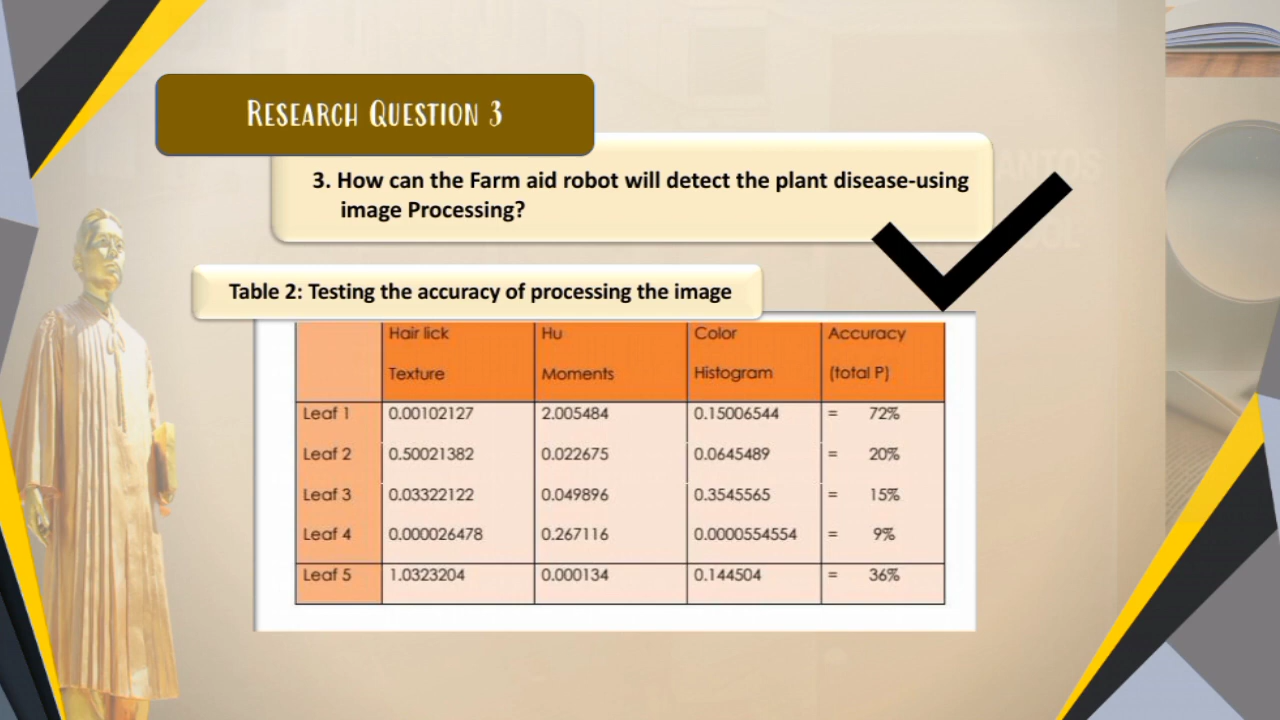 RESEARCH QUESTION 3
3. How can the Farm aid robot will detect the plant disease-using
image Processing?
Table 2: Testing the accuracy of processing the image
Hair lick Texture Hu Moments Color Histogram Accuracy (total P)
Leaf 1 0.00102127 2.005484 0.15006544 = 72%
Leaf 2 0.50021382 0.022675 0.0645489 = 20%
Leaf 3 0.03322122 0.049896 0.3545565 = 15%
Leaf 4 0.000026478 0.267116 0.0000554554 = 9%
Leaf 5 1.0323204 0.000134 0.144504 = 36%